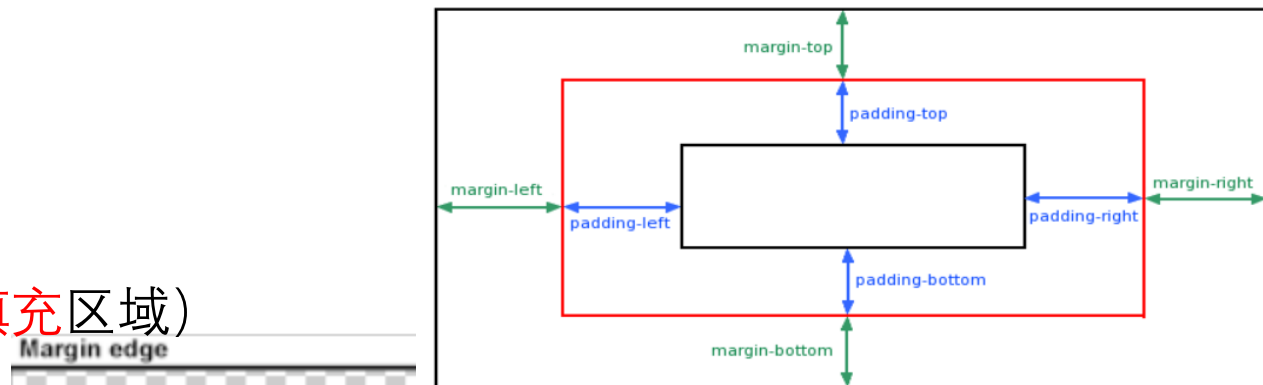 填充区域)
Margin edge
margin-top
padding-top
margin-left
margin-right
padding-left
padding-right
padding-bottom
margin-bottom